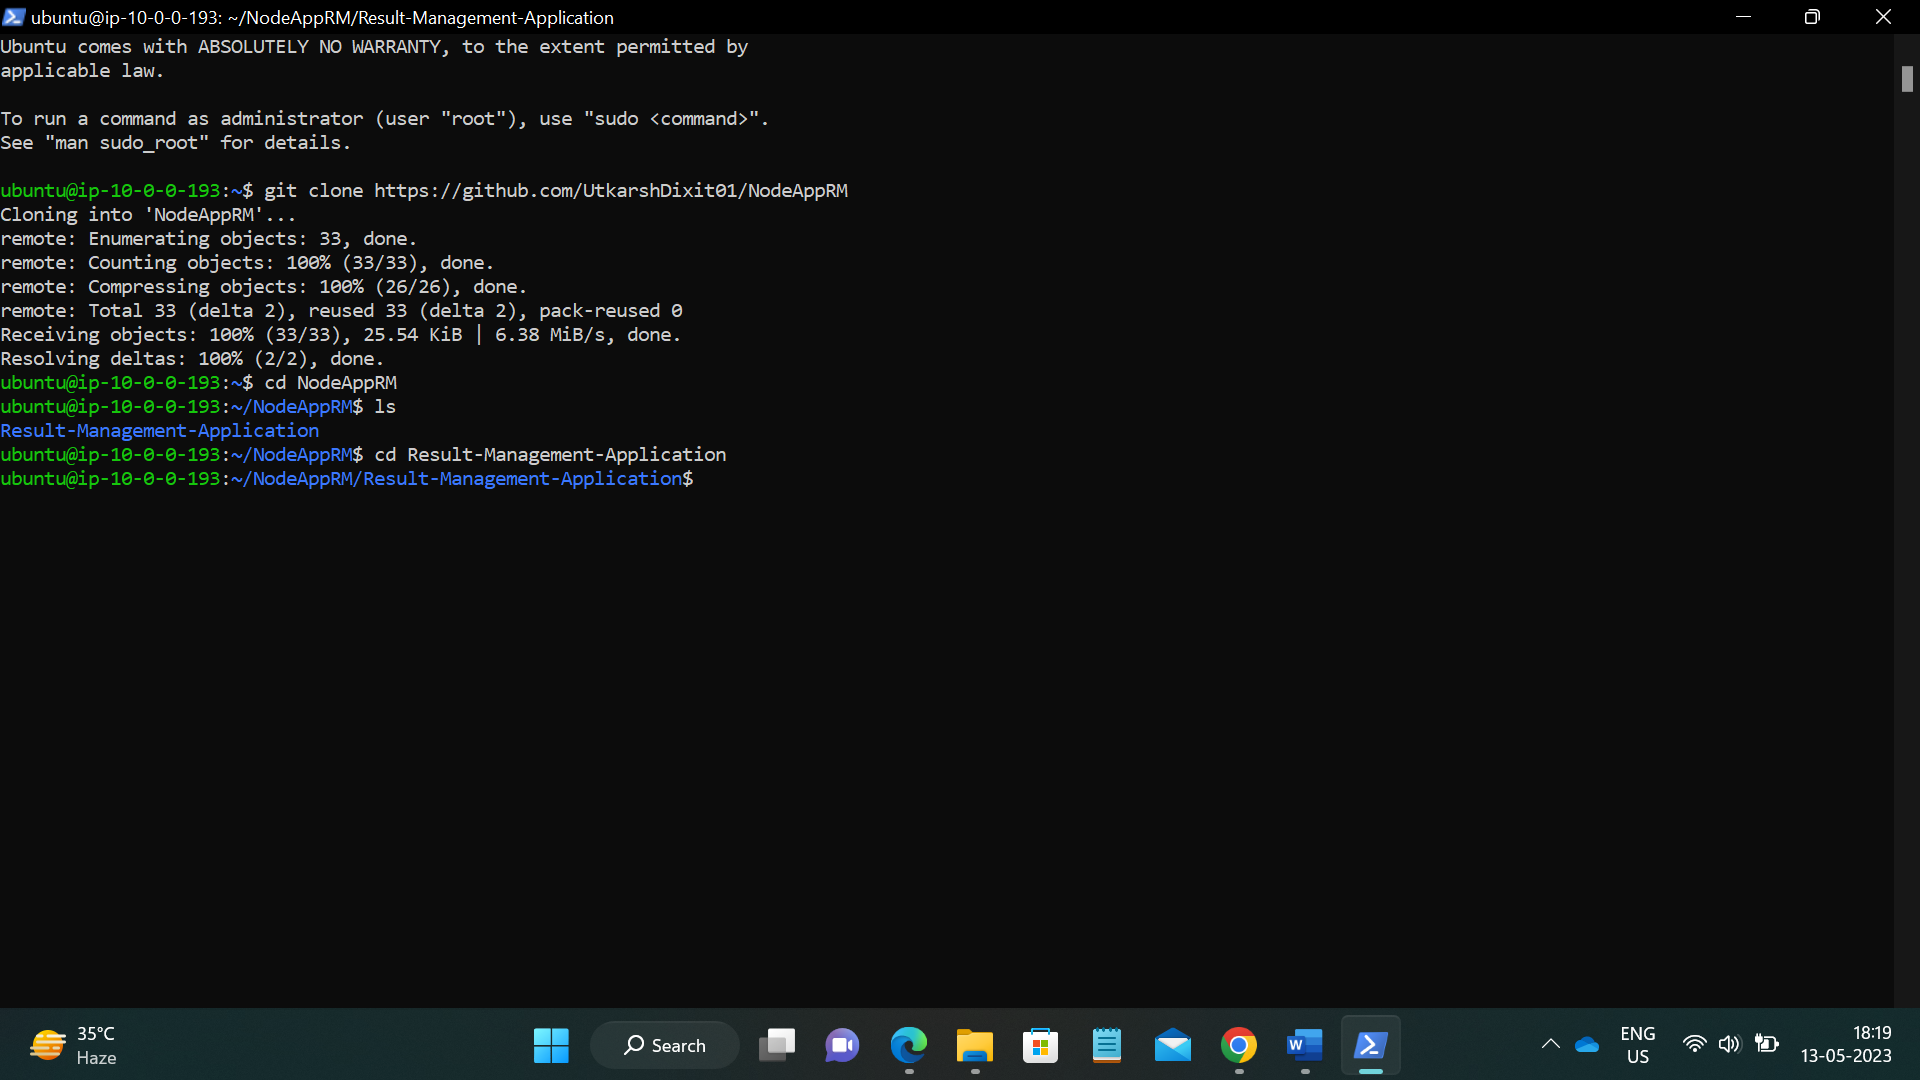 ubuntu@ip-10-0-0-193: ~/NodeAppRM/Result-Management-Application
Ubuntu comes with ABSOLUTELY NO WARRANTY, to the extent permitted by
applicable law.
To run a command as administrator (user "root"), use "sudo <command>".
See "man sudo_root" for details.
ubuntu@ip-10-0-0-193:~$ git clone https://github.com/UtkarshDixit01/NodeAppRM
Cloning into 'NodeAppRM'...
remote: Enumerating objects: 33, done.
remote: Counting objects: 100% (33/33), done.
remote: Compressing objects: 100% (26/26), done.
remote: Total 33 (delta 2), reused 33 (delta 2), pack-reused 0
Receiving objects: 100% (33/33), 25.54 KiB | 6.38 MiB/s, done.
Resolving deltas: 100% (2/2), done.
ubuntu@ip-10-0-0-193:~$ cd NodeAppRM
ubuntu@ip-10-0-0-193:~/NodeAppRM$ ls
Result-Management-Application
ubuntu@ip-10-0-0-193:~/NodeAppRM$ cd Result-Management-Application
ubuntu@ip-10-0-0-193:~/NodeAppRM/Result-Management-Application$
35°C
Haze
Search
W
ENG
US
18:19
13-05-2023